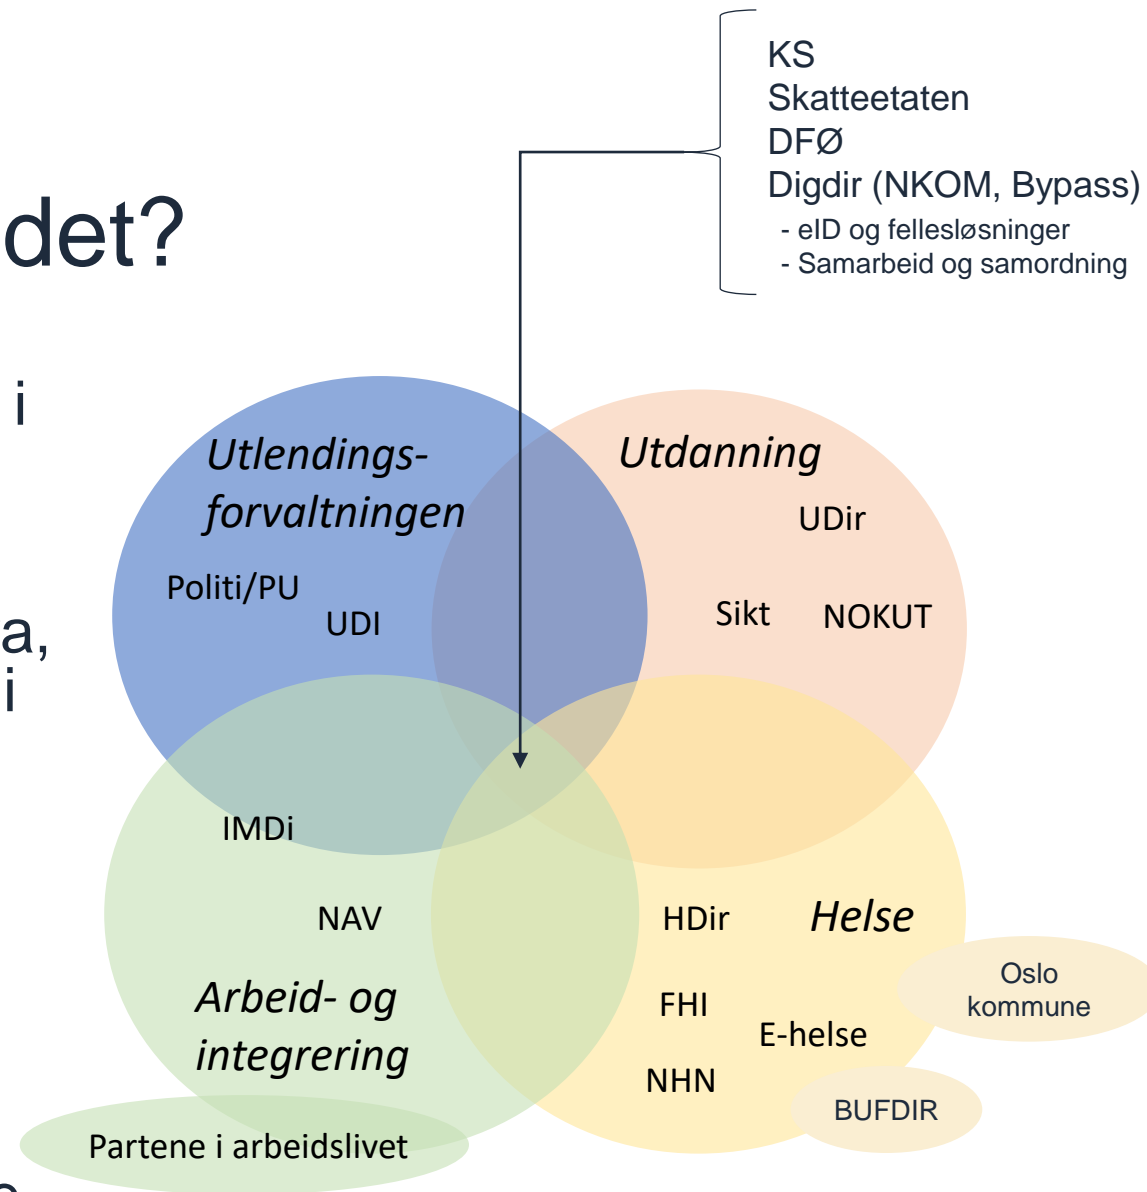 KS
Skatteetaten
DFØ
Digdir (NKOM, Bypass)
- eID og fellesløsninger
- Samarbeid og samordning
det?
i
a,
i
Utlendings-
forvaltningen
Politi/PU
UDI
Utdanning
UDir
Sikt
NOKUT
IMDi
NAV
Arbeid- og
integrering
Partene i arbeidslivet
HDir
Helse
FHI
E-helse
NHN
Oslo
kommune
BUFDIR